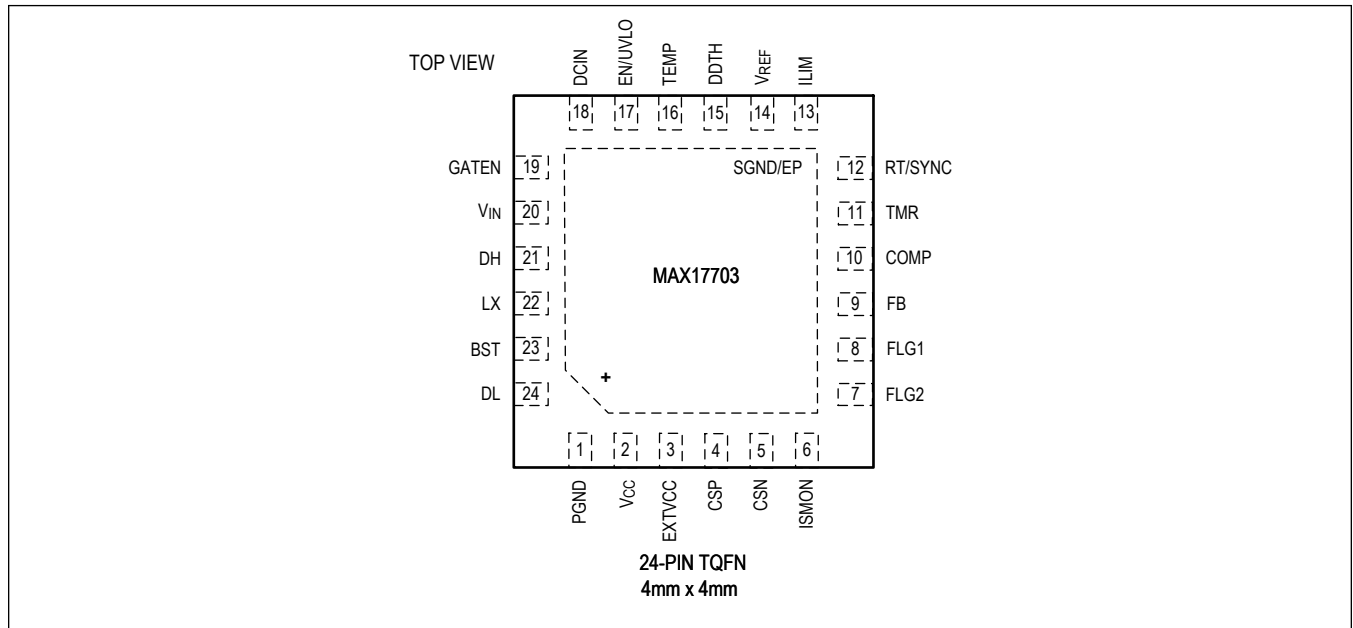 TOP VIEW
DCIN
EN/UVLO
TEMP
DDTH
VREF
ILIM
18
17
16
15
14
13
GATEN 19
VIN 20
DH 21
LX 22
BST 23
DL 24
SGND/EP
MAX17703
+
12 RT/SYNC
11 TMR
10 COMP
9 FB
8 FLG1
7 FLG2
1
2
3
4
5
6
PGND
VCC
EXTVCC
CSP
CSN
ISMON
24-PIN TQFN
4mm x 4mm